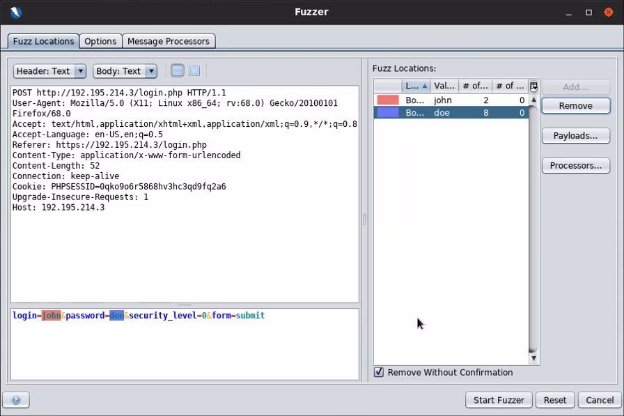 Fuzzer
Fuzz Locations Options Message Processors
Header: Text Body: Text
POST http://192.195.214.3/login.php HTTP/1.1
User-Agent: Mozilla/5.0 (X11; Linux x86_64; rv:68.0) Gecko/20100101
Firefox/68.0
Accept: text/html,application/xhtml+xml,application/xml;q=0.9,*/*;q=0.8
Accept-Language: en-US,en;q=0.5
Referer: https://192.195.214.3/login.php
Content-Type: application/x-www-form-urlencoded
Content-Length: 52
Connection: keep-alive
Cookie: PHPSESSID=0qko9o6r5868hv3hc3qd9fq2a6
Upgrade-Insecure-Requests: 1
Host: 192.195.214.3
login=john&password=doe&security_level=0&form=submit
Fuzz Locations:
L... Val... # of... # of ...
Bo... john 2 0
Bo... doe 8 0
Add...
Remove
Payloads...
Processors...
Remove Without Confirmation
Start Fuzzer Reset Cancel